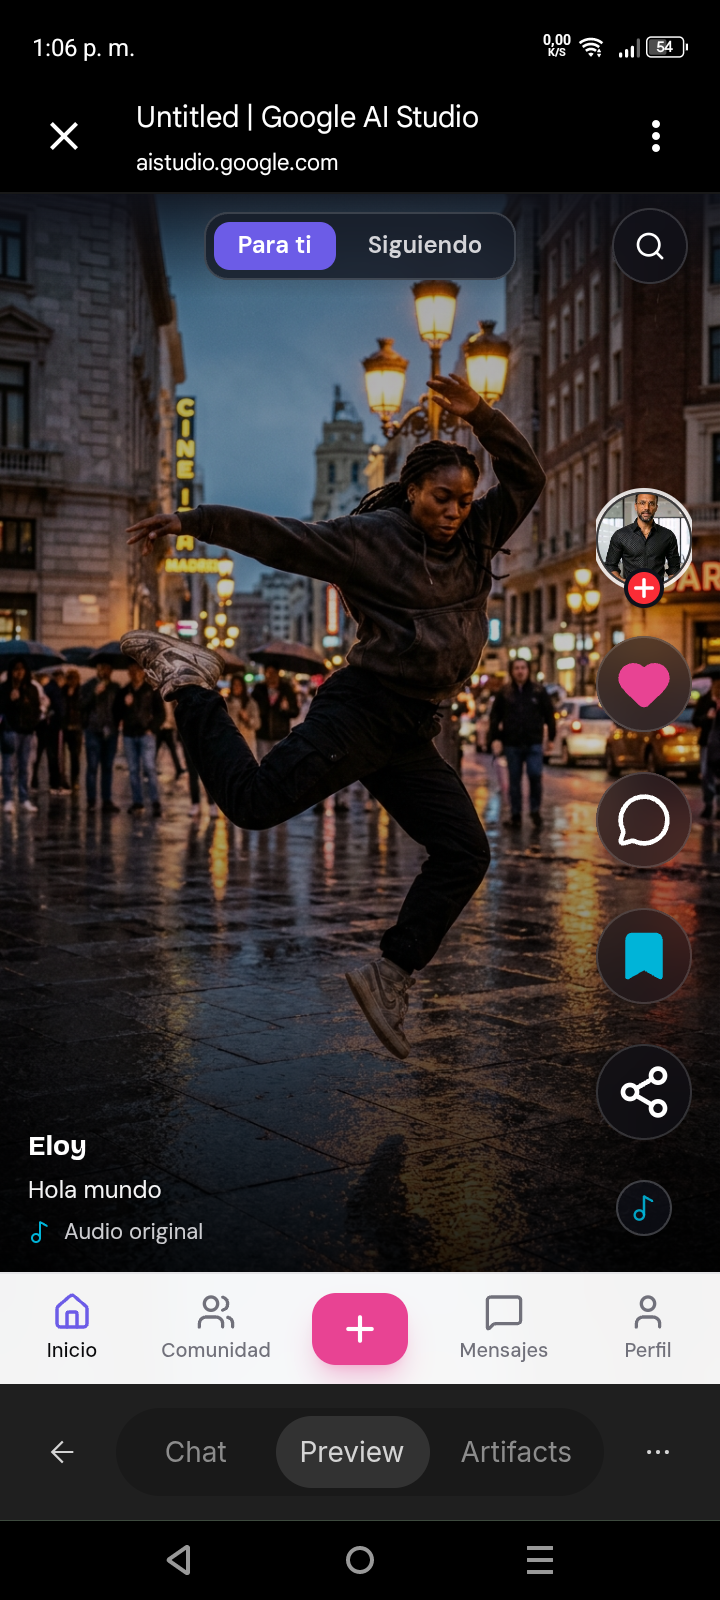 1:06 p. m.
0,00
K/S
54
Untitled | Google AI Studio
aistudio.google.com
Para ti
Siguiendo
CINE
MADRID
AR
Eloy
Hola mundo
Audio original
Inicio
Comunidad
Mensajes
Perfil
Chat
Preview
Artifacts